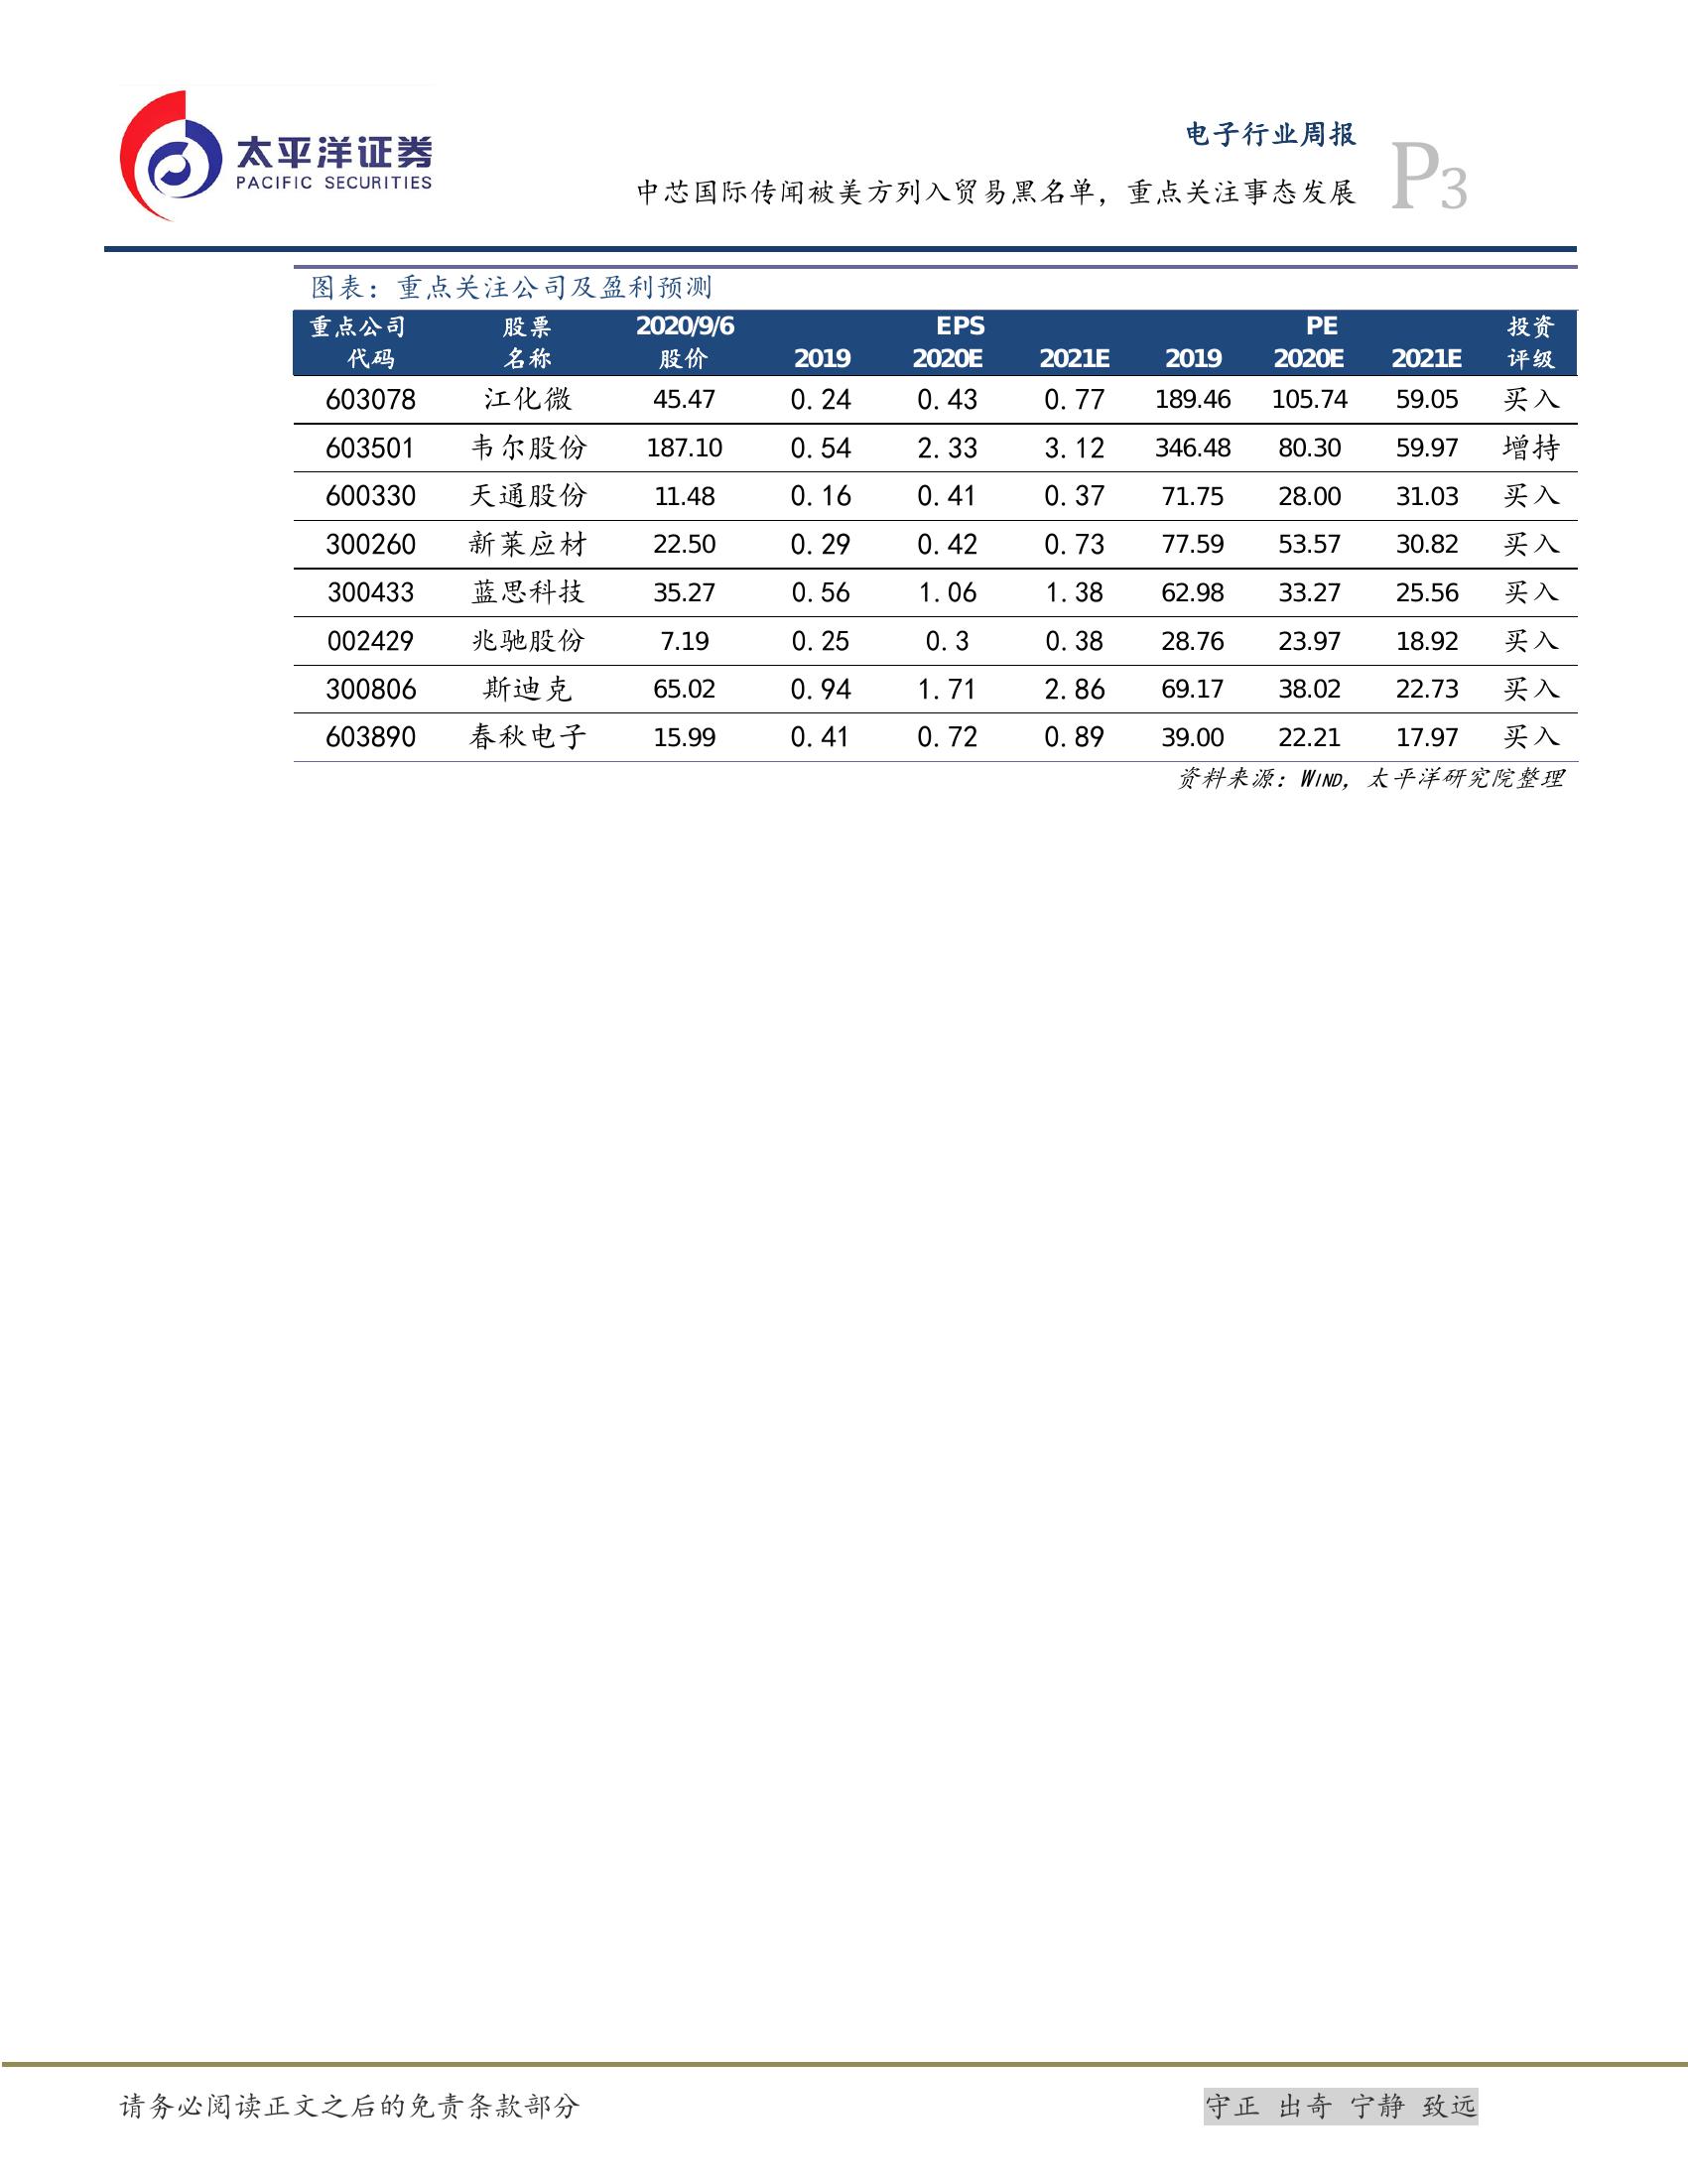 太平洋证券
PACIFIC SECURITIES
电子行业周报
中芯国际传闻被美方列入贸易黑名单，重点关注事态发展
P3
图表：重点关注公司及盈利预测
重点公司 股票 2020/9/6 EPS PE 投资
代码 名称 股价 2019 2020E 2021E 2019 2020E 2021E 评级
603078 江化微 45.47 0.24 0.43 0.77 189.46 105.74 59.05 买入
603501 韦尔股份 187.10 0.54 2.33 3.12 346.48 80.30 59.97 增持
600330 天通股份 11.48 0.16 0.41 0.37 71.75 28.00 31.03 买入
300260 新莱应材 22.50 0.29 0.42 0.73 77.59 53.57 30.82 买入
300433 蓝思科技 35.27 0.56 1.06 1.38 62.98 33.27 25.56 买入
002429 兆驰股份 7.19 0.25 0.3 0.38 28.76 23.97 18.92 买入
300806 斯迪克 65.02 0.94 1.71 2.86 69.17 38.02 22.73 买入
603890 春秋电子 15.99 0.41 0.72 0.89 39.00 22.21 17.97 买入
资料来源：WIND，太平洋研究院整理
请务必阅读正文之后的免责条款部分
守正 出奇 宁静 致远